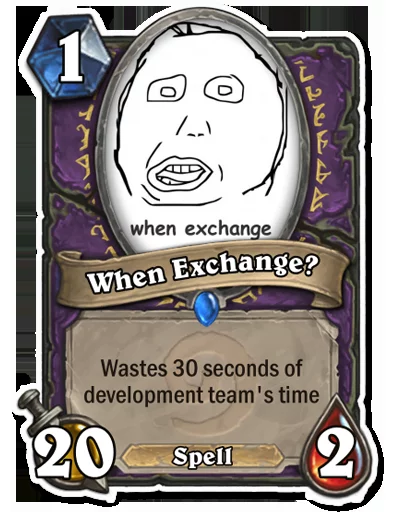 1
when exchange
When Exchange?
Wastes 30 seconds of
development team's time
20
Spell
2